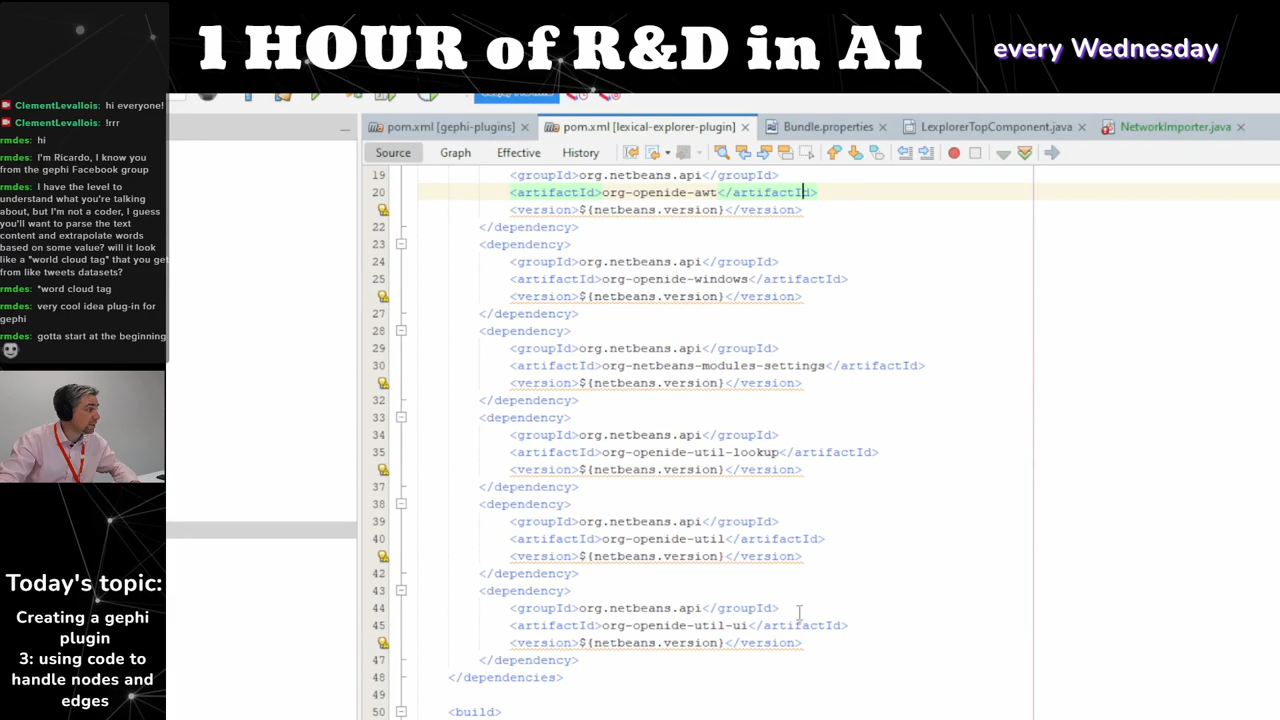 1 HOUR of R&D in AI
every Wednesday
ClementLevallois: hi everyone!
ClementLevallois: !rrr
rmdes: hi
rmdes: I'm Ricardo, I know you
from the gephi Facebook group
rmdes: I have the level to
understand what you're talking
about, but I'm not a coder, I guess
you'll want to parse the text
content and extrapolate words
based on some value? will it look
like a "world cloud tag" that you get
from like tweets datasets?
rmdes: *word cloud tag
rmdes: very cool idea plug-in for
gephi
rmdes: gotta start at the beginning
Today's topic:
Creating a gephi
plugin
3: using code to
handle nodes and
edges
pom.xml [gephi-plugins]
pom.xml [lexical-explorer-plugin]
Bundle.properties
LexplorerTopComponent.java
NetworkImporter.java
Source Graph Effective History
19 <groupId>org.netbeans.api</groupId>
20 <artifactId>org-openide-awt</artifactId>
<version>${netbeans.version}</version>
22 </dependency>
23 <dependency>
24 <groupId>org.netbeans.api</groupId>
25 <artifactId>org-openide-windows</artifactId>
<version>${netbeans.version}</version>
27 </dependency>
28 <dependency>
29 <groupId>org.netbeans.api</groupId>
30 <artifactId>org-netbeans-modules-settings</artifactId>
<version>${netbeans.version}</version>
32 </dependency>
33 <dependency>
34 <groupId>org.netbeans.api</groupId>
35 <artifactId>org-openide-util-lookup</artifactId>
<version>${netbeans.version}</version>
37 </dependency>
38 <dependency>
39 <groupId>org.netbeans.api</groupId>
40 <artifactId>org-openide-util</artifactId>
<version>${netbeans.version}</version>
42 </dependency>
43 <dependency>
44 <groupId>org.netbeans.api</groupId>
45 <artifactId>org-openide-util-ui</artifactId>
<version>${netbeans.version}</version>
47 </dependency>
48 </dependencies>
49
50 <build>